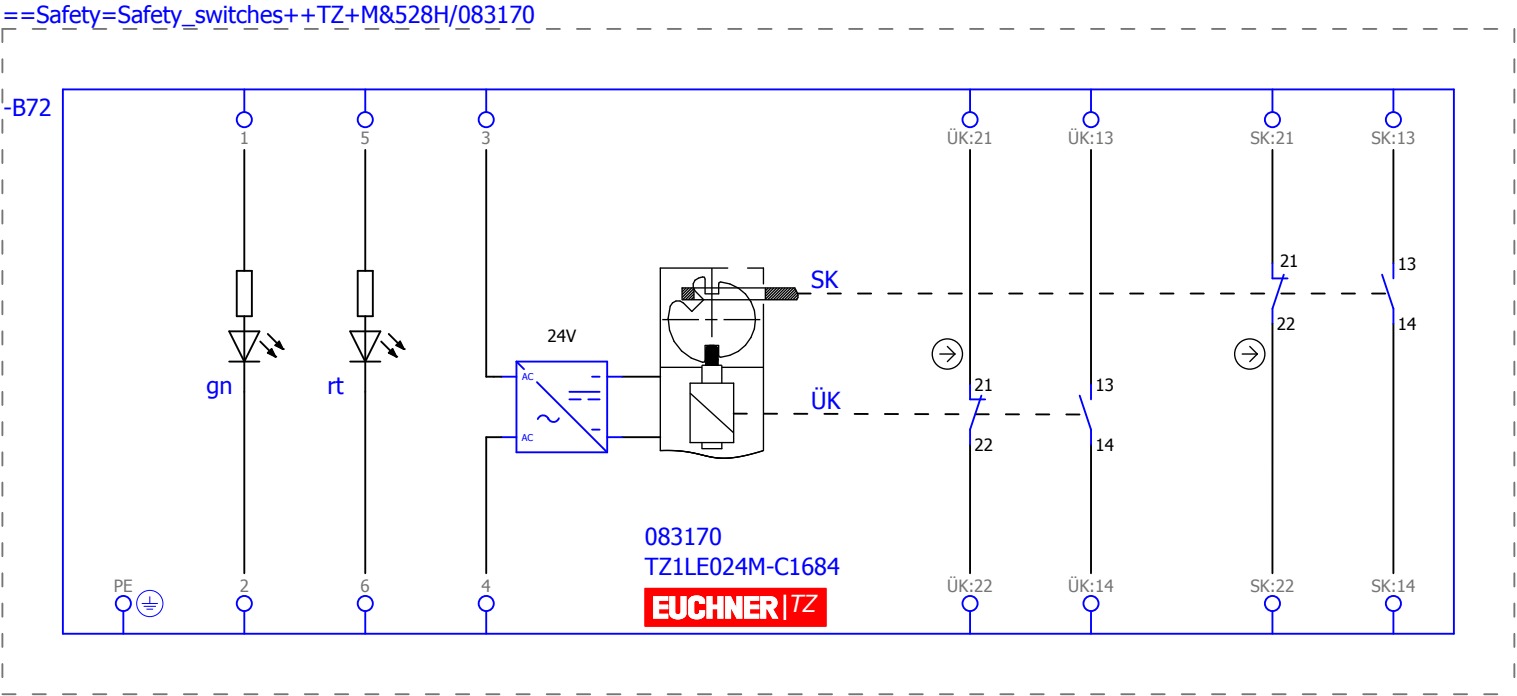 ==Safety=Safety_switches++TZ+M&528H/083170
-B72
1 5 3 ÜK:21 ÜK:13 SK:21 SK:13
21 13
SK
22 14
24V
gn rt AC
21 13
ÜK
AC
22 14
083170
TZ1LE024M-C1684
PE 2 6 4 ÜK:22 ÜK:14 SK:22 SK:14
EUCHNER|TZ